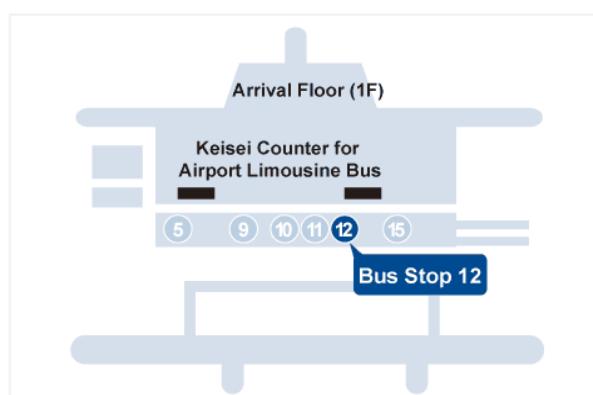 Arrival Floor (1F)
Keisei Counter for
Airport Limousine Bus
5 9 10 11 12 15
Bus Stop 12